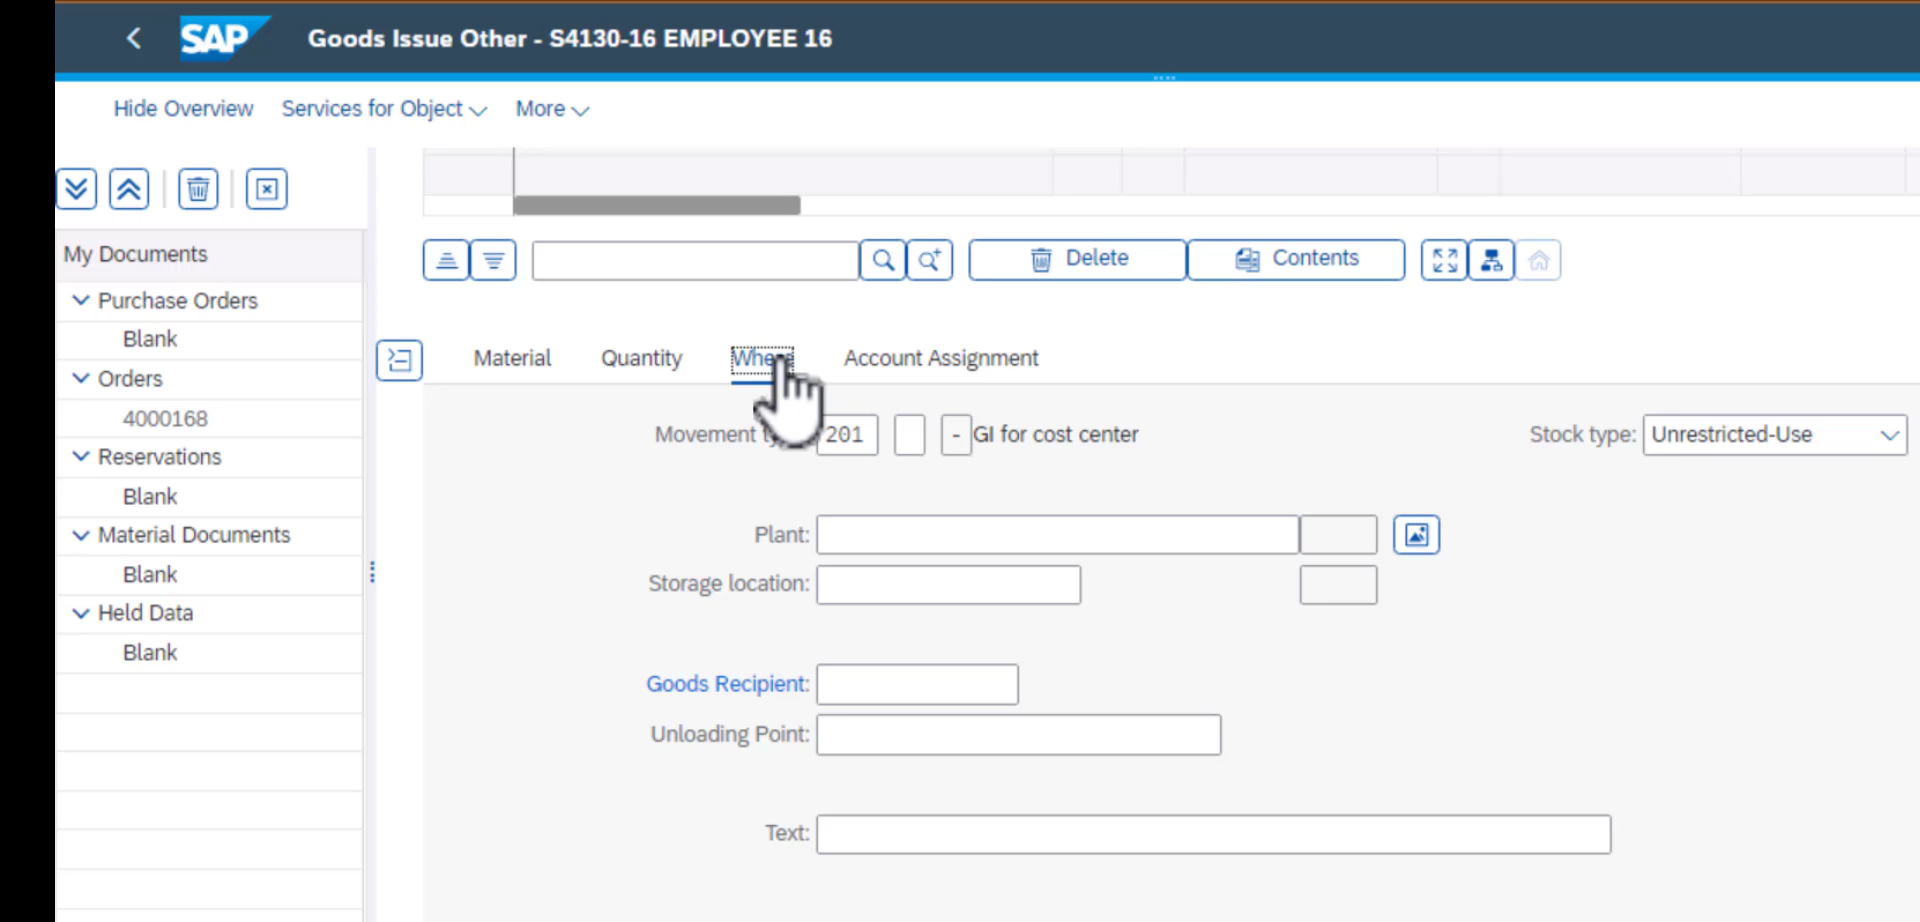 SAP Goods Issue Other - S4130-16 EMPLOYEE 16
Hide Overview Services for Object More
My Documents
Purchase Orders
Blank
Orders
4000168
Reservations
Blank
Material Documents
Blank
Held Data
Blank
Delete Contents
Material Quantity Where Account Assignment
Movement 201 - GI for cost center Stock type: Unrestricted-Use
Plant:
Storage location:
Goods Recipient:
Unloading Point:
Text: